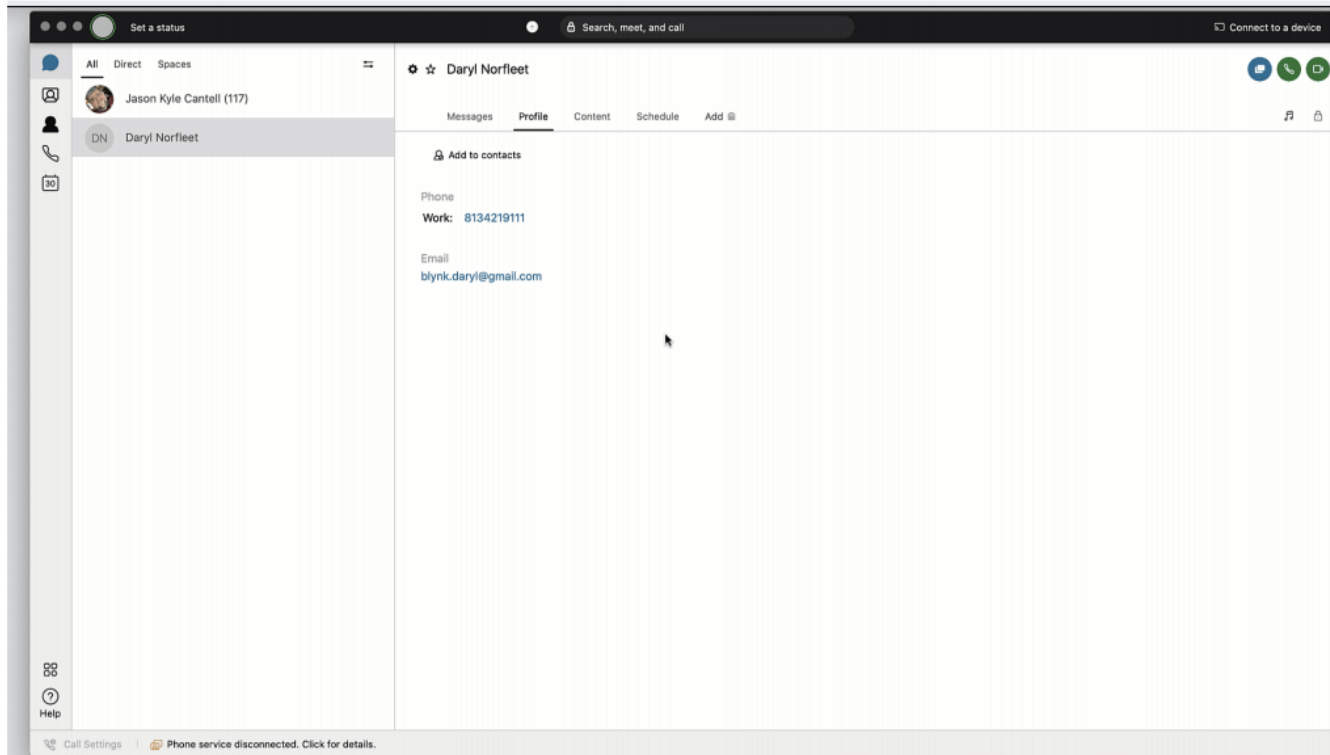 Set a status
Search, meet, and call
Connect to a device
All Direct Spaces
Jason Kyle Cantell (117)
DN Daryl Norfleet
30
Help
Daryl Norfleet
Messages Profile Content Schedule Add
Add to contacts
Phone
Work: 8134219111
Email
blynk.daryl@gmail.com
Call Settings Phone service disconnected. Click for details.